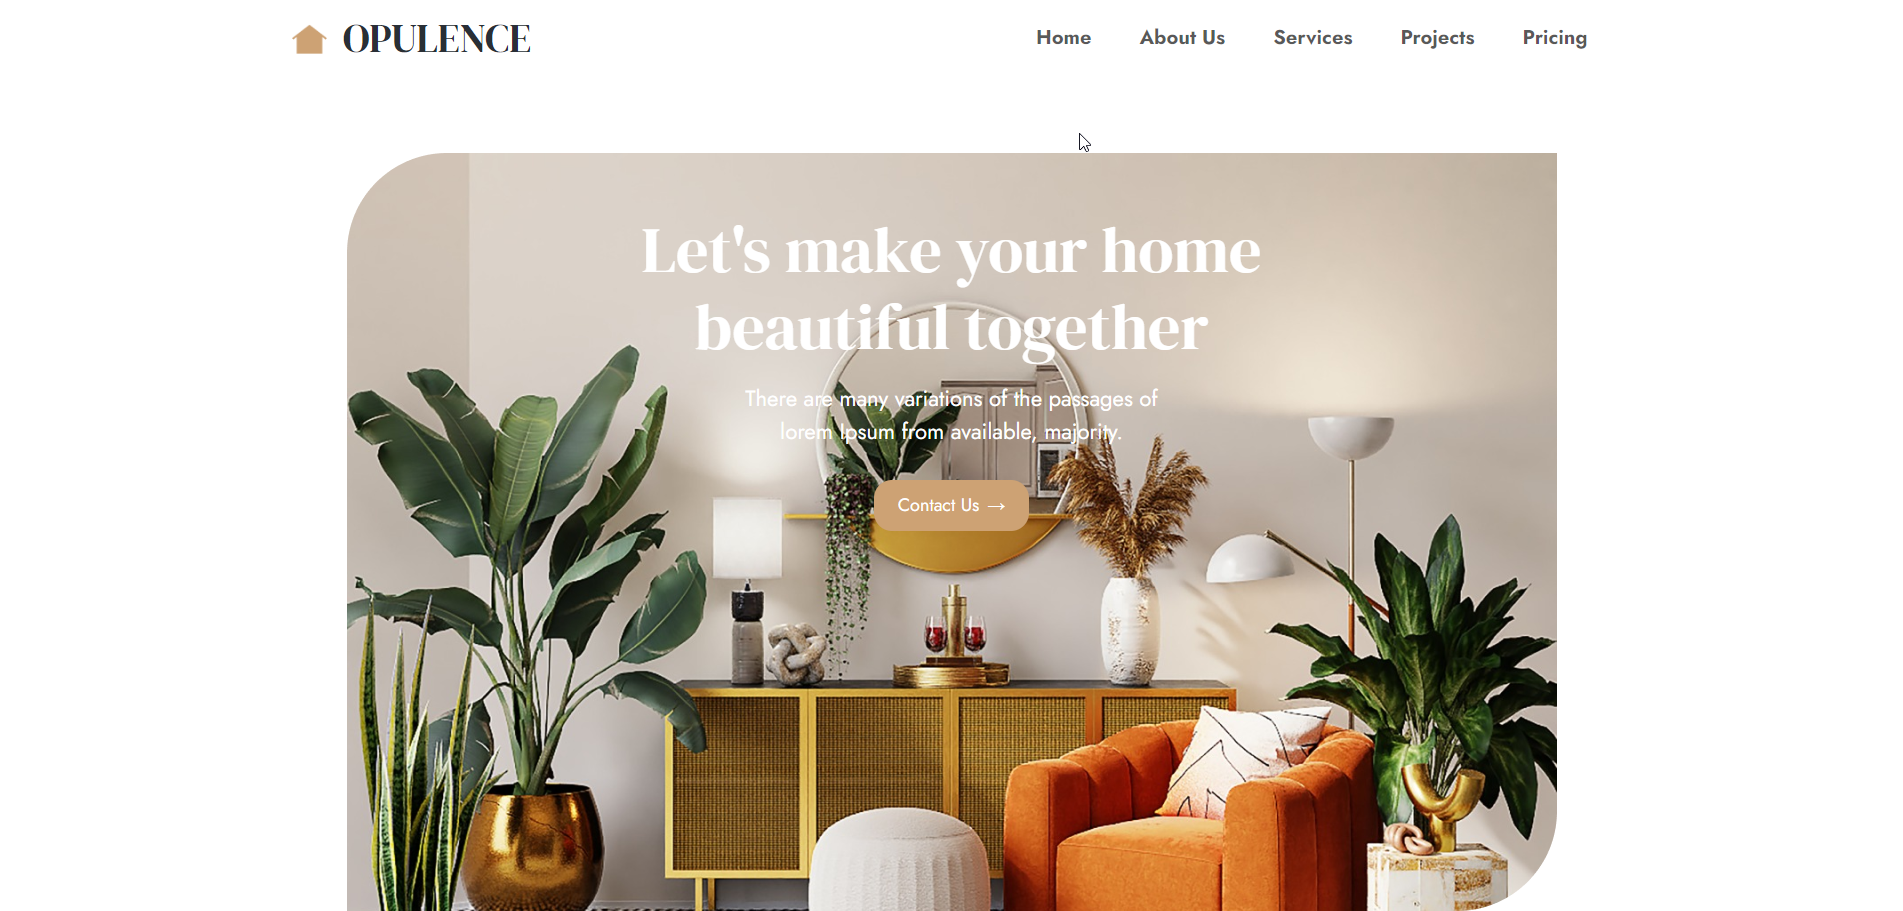 OPULENCE
Home About Us Services Projects Pricing
Let's make your home
beautiful together
There are many variations of the passages of
lorem Ipsum from available, majority.
Contact Us →